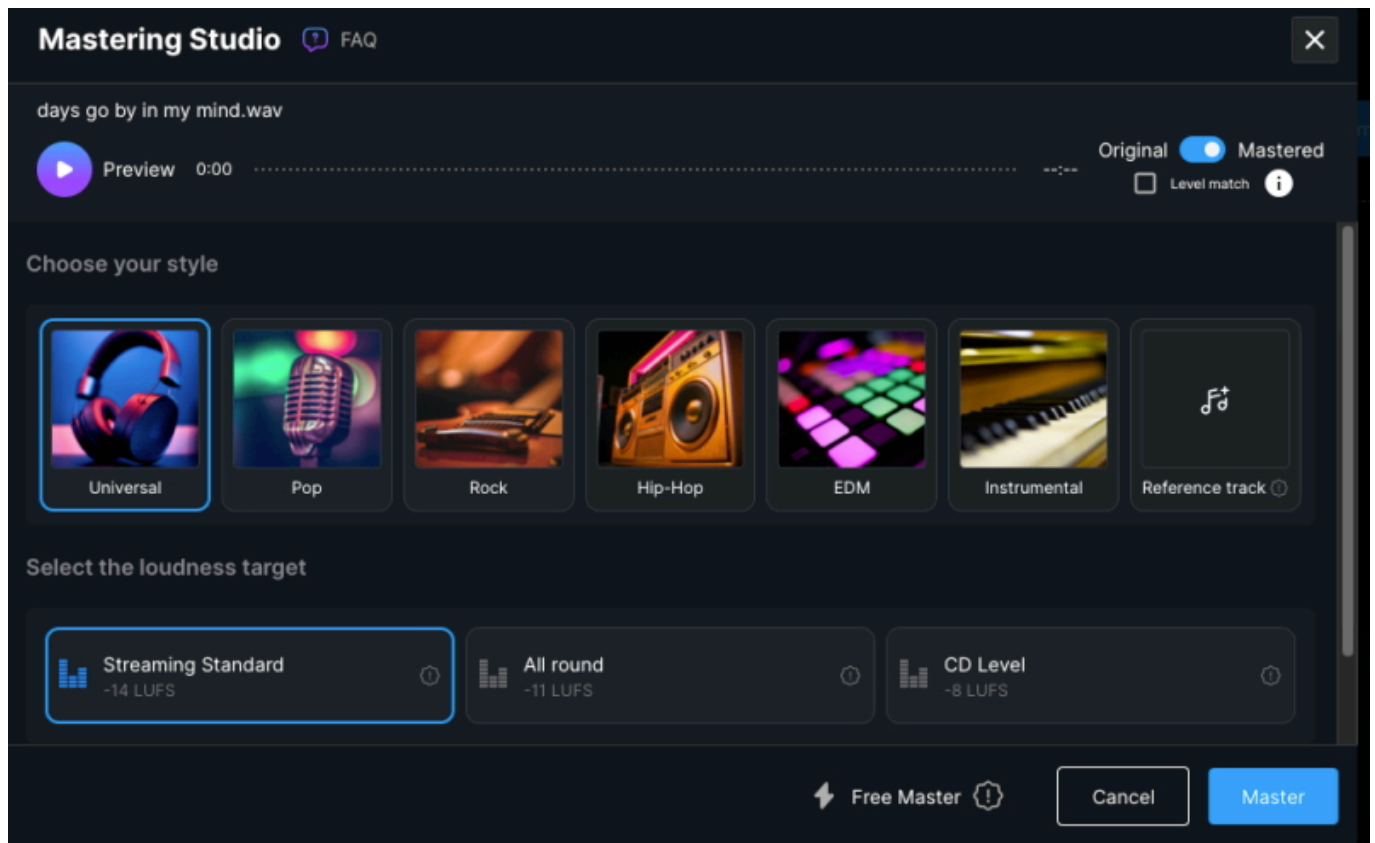 Mastering Studio FAQ
days go by in my mind.wav
Preview 0:00 --:-- Original Mastered
Level match
Choose your style
Universal Pop Rock Hip-Hop EDM Instrumental Reference track
Select the loudness target
Streaming Standard All round CD Level
-14 LUFS -11 LUFS -8 LUFS
Free Master Cancel Master